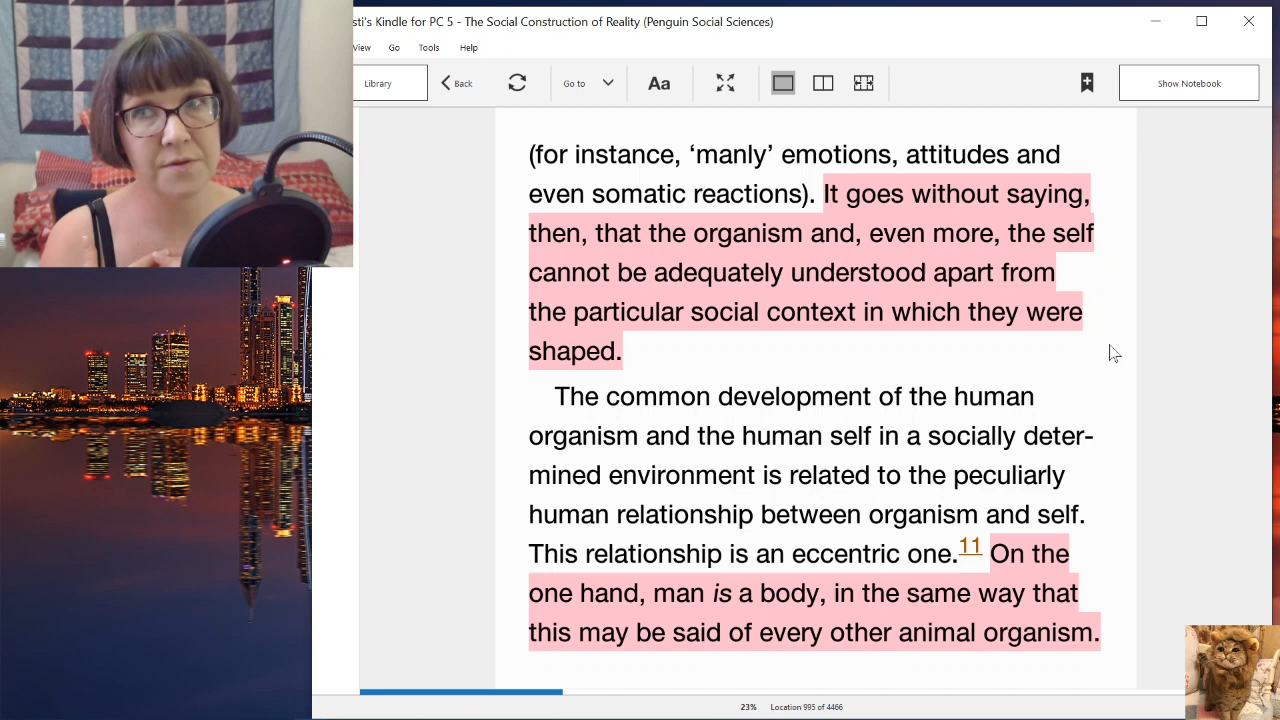 sti's Kindle for PC 5 - The Social Construction of Reality (Penguin Social Sciences)
View Go Tools Help
Library Back Go to Aa Show Notebook
(for instance, ‘manly’ emotions, attitudes and
even somatic reactions). It goes without saying,
then, that the organism and, even more, the self
cannot be adequately understood apart from
the particular social context in which they were
shaped.
The common development of the human
organism and the human self in a socially deter-
mined environment is related to the peculiarly
human relationship between organism and self.
This relationship is an eccentric one.11 On the
one hand, man is a body, in the same way that
this may be said of every other animal organism.
23% Location 995 of 4466